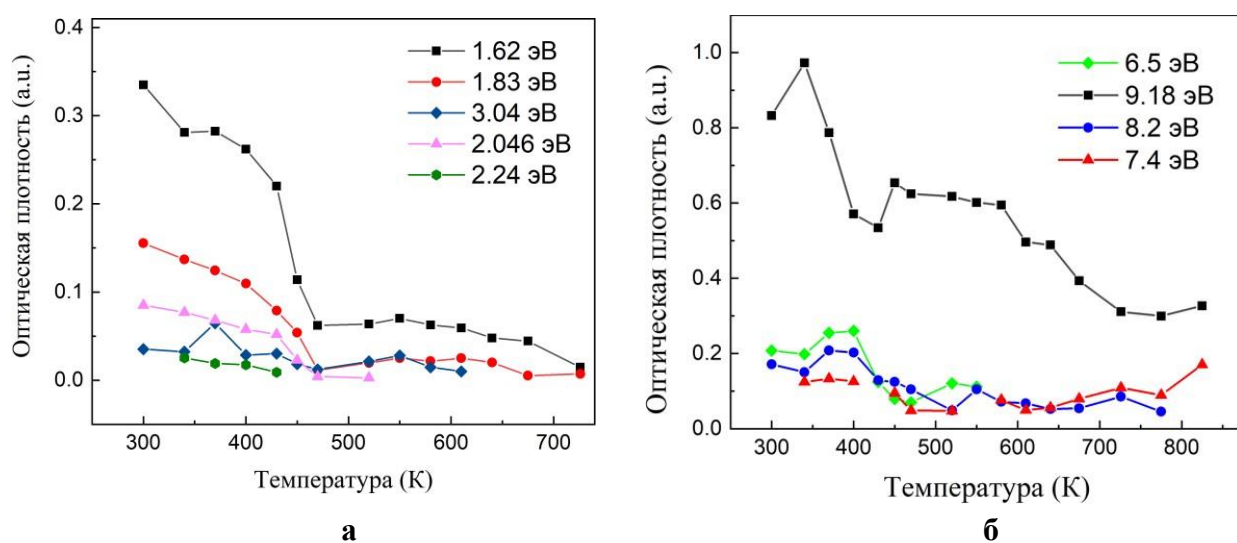 Оптическая плотность (a.u.)
0.4
0.3
0.2
0.1
0.0
300
400
500
600
700
Температура (K)
1.62 эВ
1.83 эВ
3.04 эВ
2.046 эВ
2.24 эВ
а
Оптическая плотность (a.u.)
1.0
0.8
0.6
0.4
0.2
0.0
300
400
500
600
700
800
Температура (K)
6.5 эВ
9.18 эВ
8.2 эВ
7.4 эВ
б